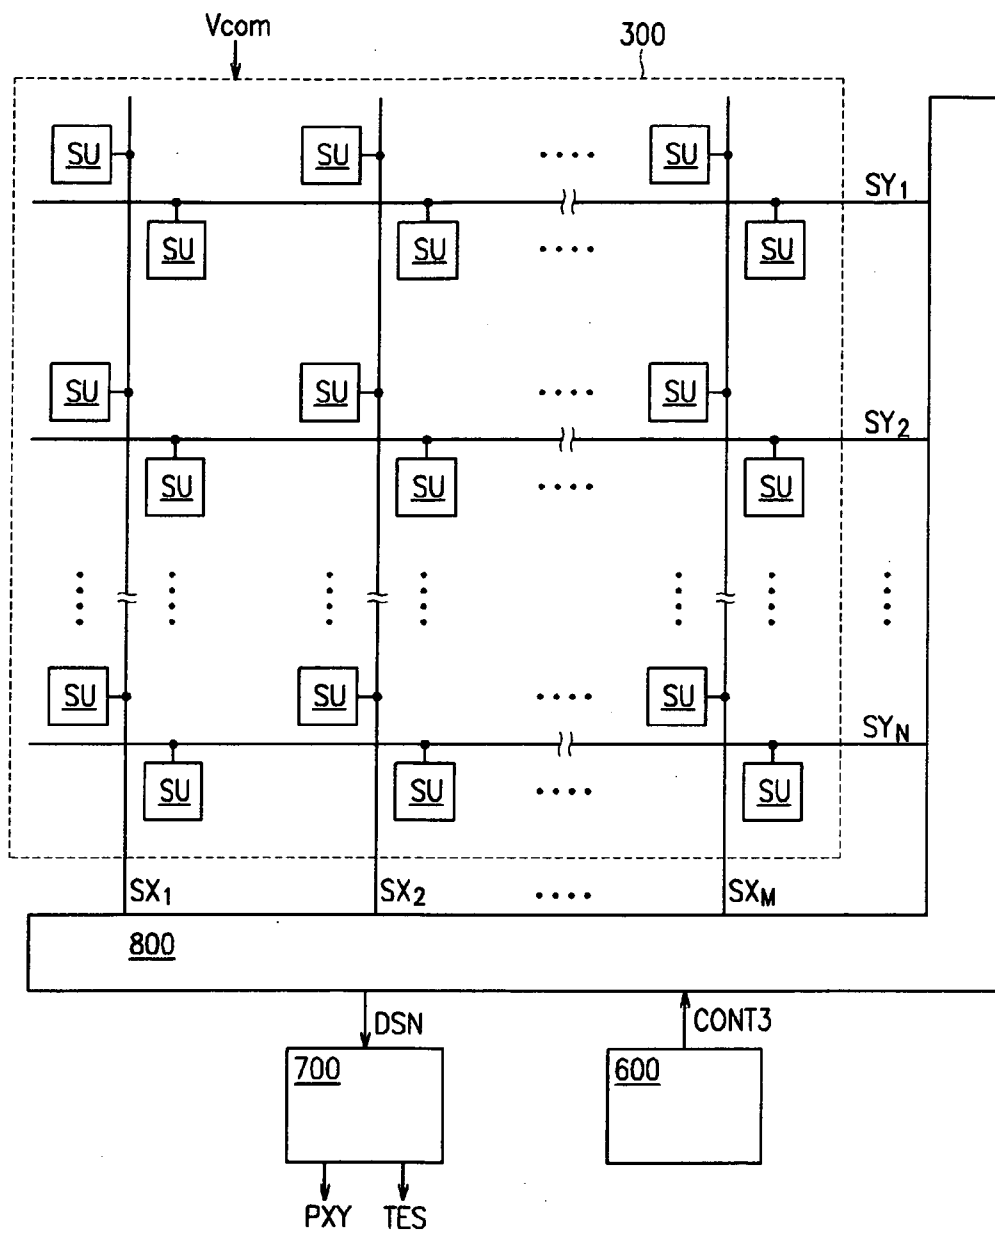 Vcom
300
SU SU .... SU
SY1
SU SU .... SU
SU SU .... SU
SY2
SU SU .... SU
SU SU .... SU
SYN
SU SU .... SU
SX1 SX2 .... SXM
800
DSN CONT3
700 600
PXY TES